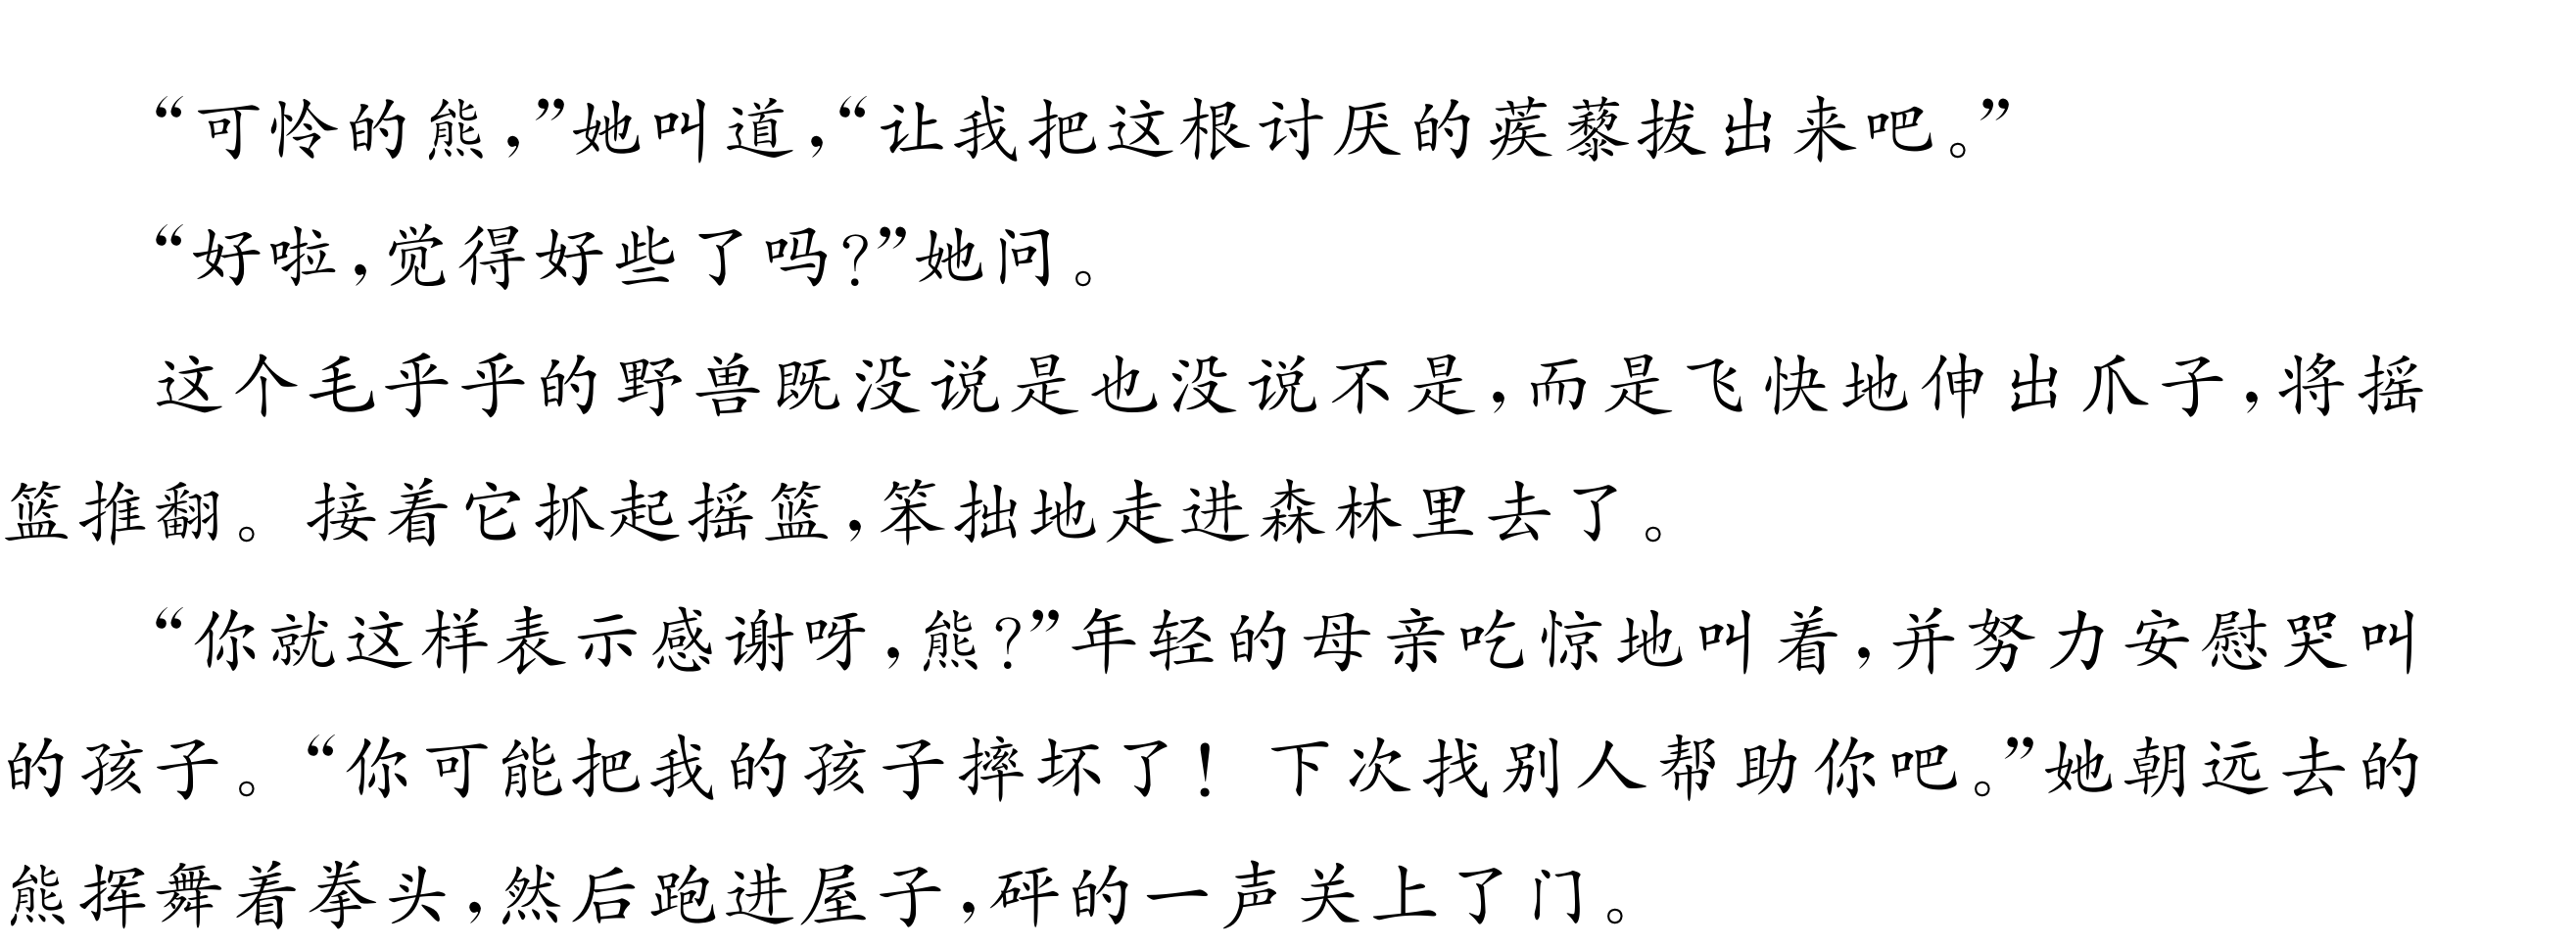 “可怜的熊,”她叫道,“让我把这根讨厌的蒺藜拔出来吧。”
“好啦,觉得好些了吗?”她问。
这个毛乎乎的野兽既没说是也没说不是,而是飞快地伸出爪子,将摇
篮推翻。接着它抓起摇篮,笨拙地走进森林里去了。
“你就这样表示感谢呀,熊?”年轻的母亲吃惊地叫着,并努力安慰哭叫
的孩子。“你可能把我的孩子摔坏了! 下次找别人帮助你吧。”她朝远去的
熊挥舞着拳头,然后跑进屋子,砰的一声关上了门。